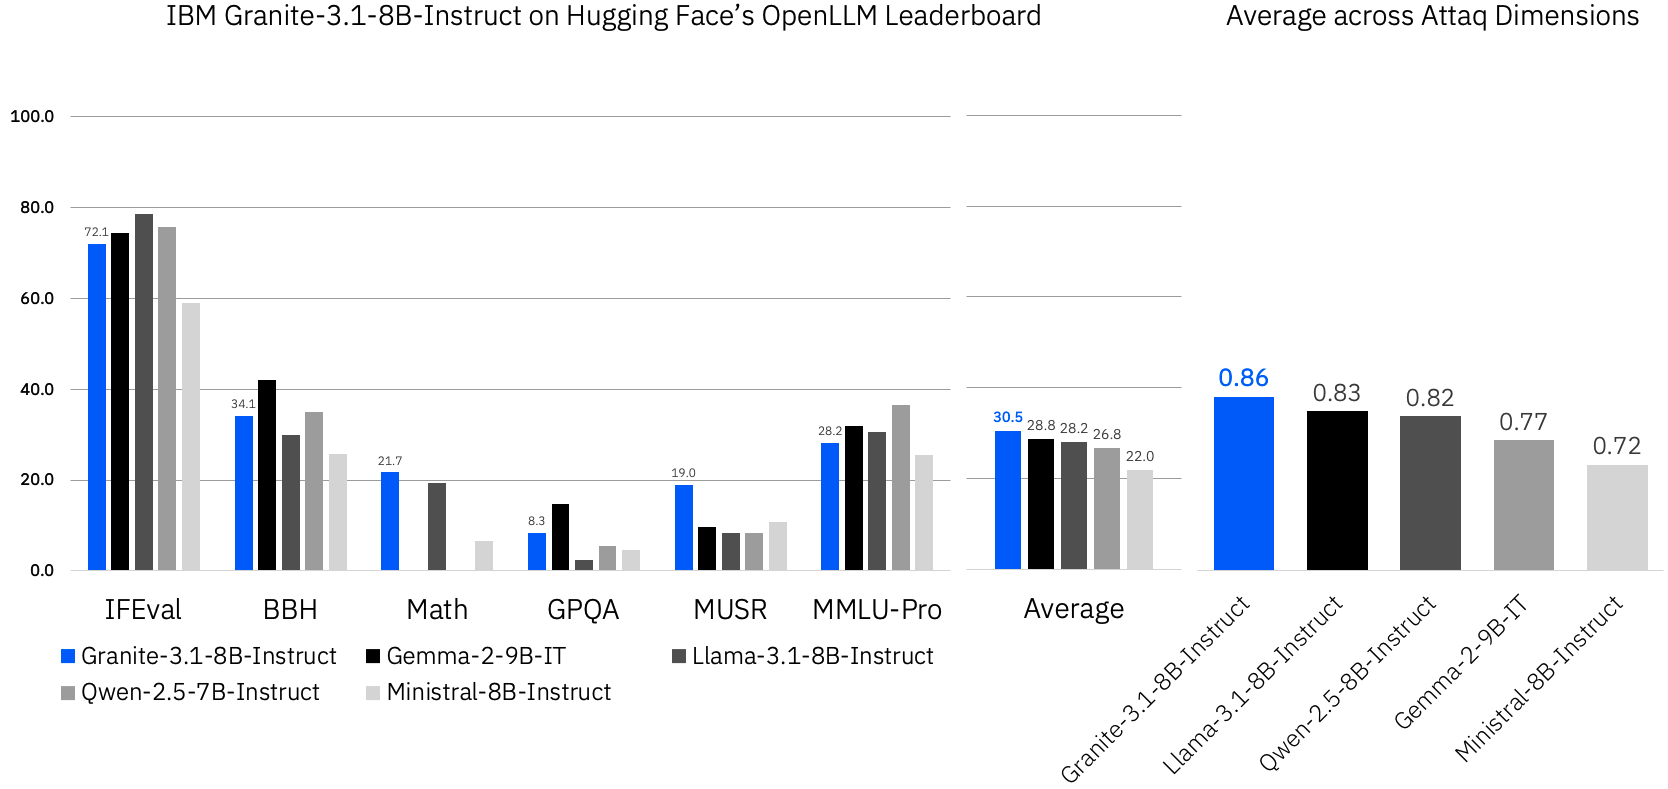 IBM Granite-3.1-8B-Instruct on Hugging Face’s OpenLLM Leaderboard
Average across Attaq Dimensions
100.0
80.0
60.0
40.0
20.0
0.0
72.1
34.1
21.7
8.3
19.0
28.2
30.5
28.8
28.2
26.8
22.0
0.86
0.83
0.82
0.77
0.72
IFEval
BBH
Math
GPQA
MUSR
MMLU-Pro
Average
Granite-3.1-8B-Instruct
Llama-3.1-8B-Instruct
Qwen-2.5-8B-Instruct
Gemma-2-9B-IT
Ministral-8B-Instruct
Granite-3.1-8B-Instruct
Gemma-2-9B-IT
Llama-3.1-8B-Instruct
Qwen-2.5-7B-Instruct
Ministral-8B-Instruct